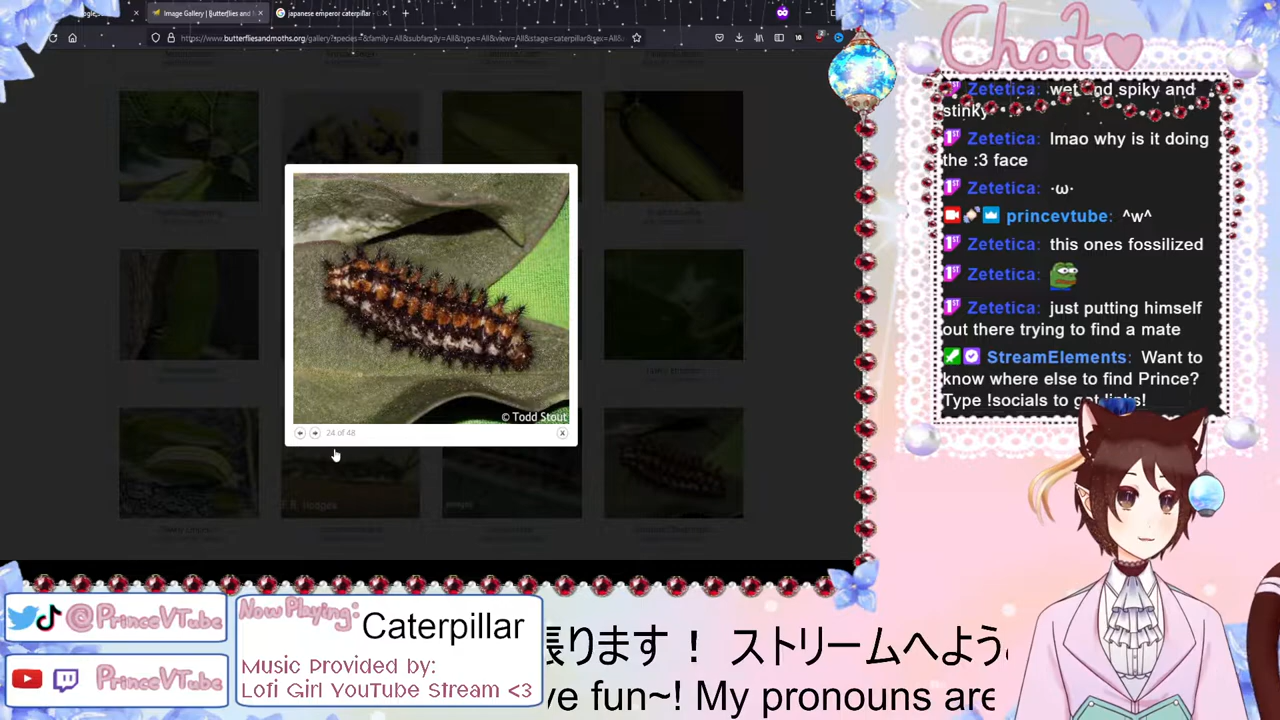 Image Gallery | Butterflies and
japanese emperor caterpillar -
https://www.butterfliesandmoths.org/gallery?species=&family=All&subfamily=All&type=All&view=All&stage=caterpillar&sex=All&
© Todd Stout
24 of 48
Chat
Zetetica: wet and spiky and
stinky
Zetetica: lmao why is it doing
the :3 face
Zetetica: ·ω·
princevtube: ^w^
Zetetica: this ones fossilized
Zetetica:
Zetetica: just putting himself
out there trying to find a mate
StreamElements: Want to
know where else to find Prince?
Type !socials to get links!
@PrinceVTube
PrinceVTube
Now Playing:
Caterpillar
Music Provided by:
Lofi Girl YouTube Stream <3
張ります！ ストリームへよう
ve fun~! My pronouns are